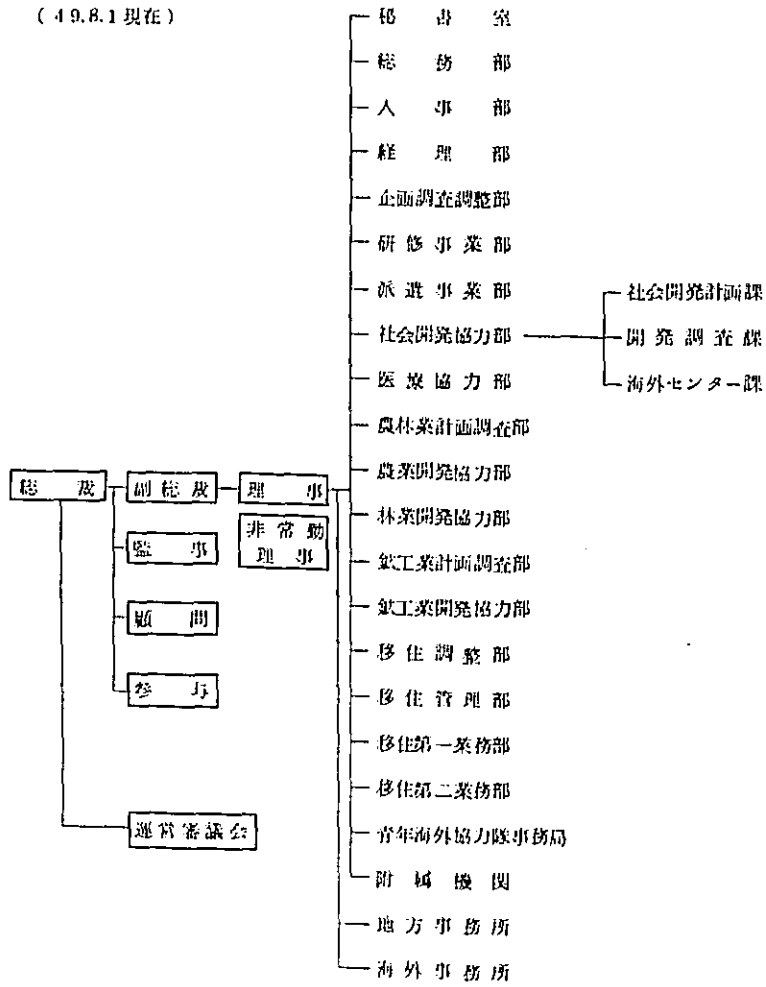 (49.8.1現在)
秘書室
総務部
人事部
経理部
企画調査調整部
研修事業部
派遣事業部
社会開発協力部
社会開発計画課
開発調査課
海外センター課
医療協力部
農林業計画調査部
農業開発協力部
林業開発協力部
鉱工業計画調査部
鉱工業開発協力部
移住調整部
移住管理部
移住第一業務部
移住第二業務部
青年海外協力隊事務局
附属機関
地方事務所
海外事務所
総裁
副総裁
理事
非常勤
理事
監事
顧問
参与
運営審議会